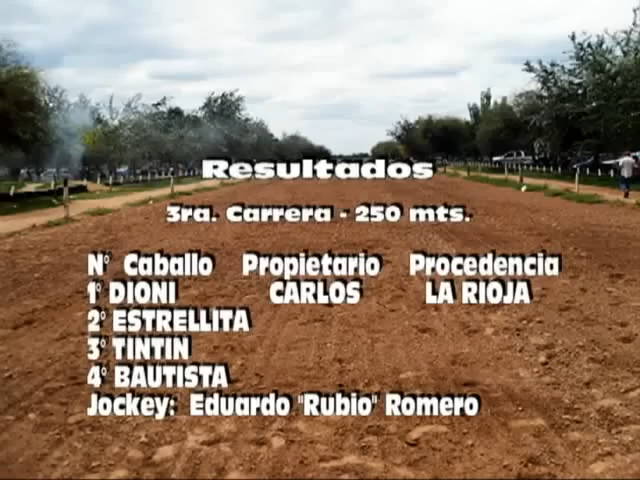 Resultados
3ra. Carrera - 250 mts.
N° Caballo Propietario Procedencia
1° DIONI CARLOS LA RIOJA
2° ESTRELLITA
3° TINTIN
4° BAUTISTA
Jockey: Eduardo "Rubio" Romero